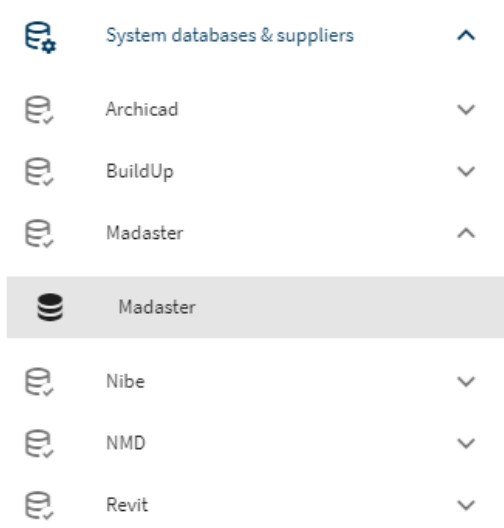 System databases & suppliers
Archicad
BuildUp
Madaster
Madaster
Nibe
NMD
Revit